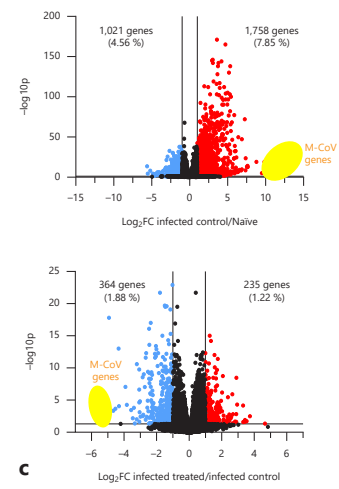 200
1,021 genes
(4.56 %)
1,758 genes
(7.85 %)
150
–log10p
100
50
M-CoV
genes
0
–15
–10
–5
0
5
10
15
Log₂FC infected control/Naïve
25
364 genes
(1.88 %)
235 genes
(1.22 %)
20
15
–log10p
10
M-CoV
genes
5
0
–6
–4
–2
0
2
4
6
C
Log₂FC infected treated/infected control